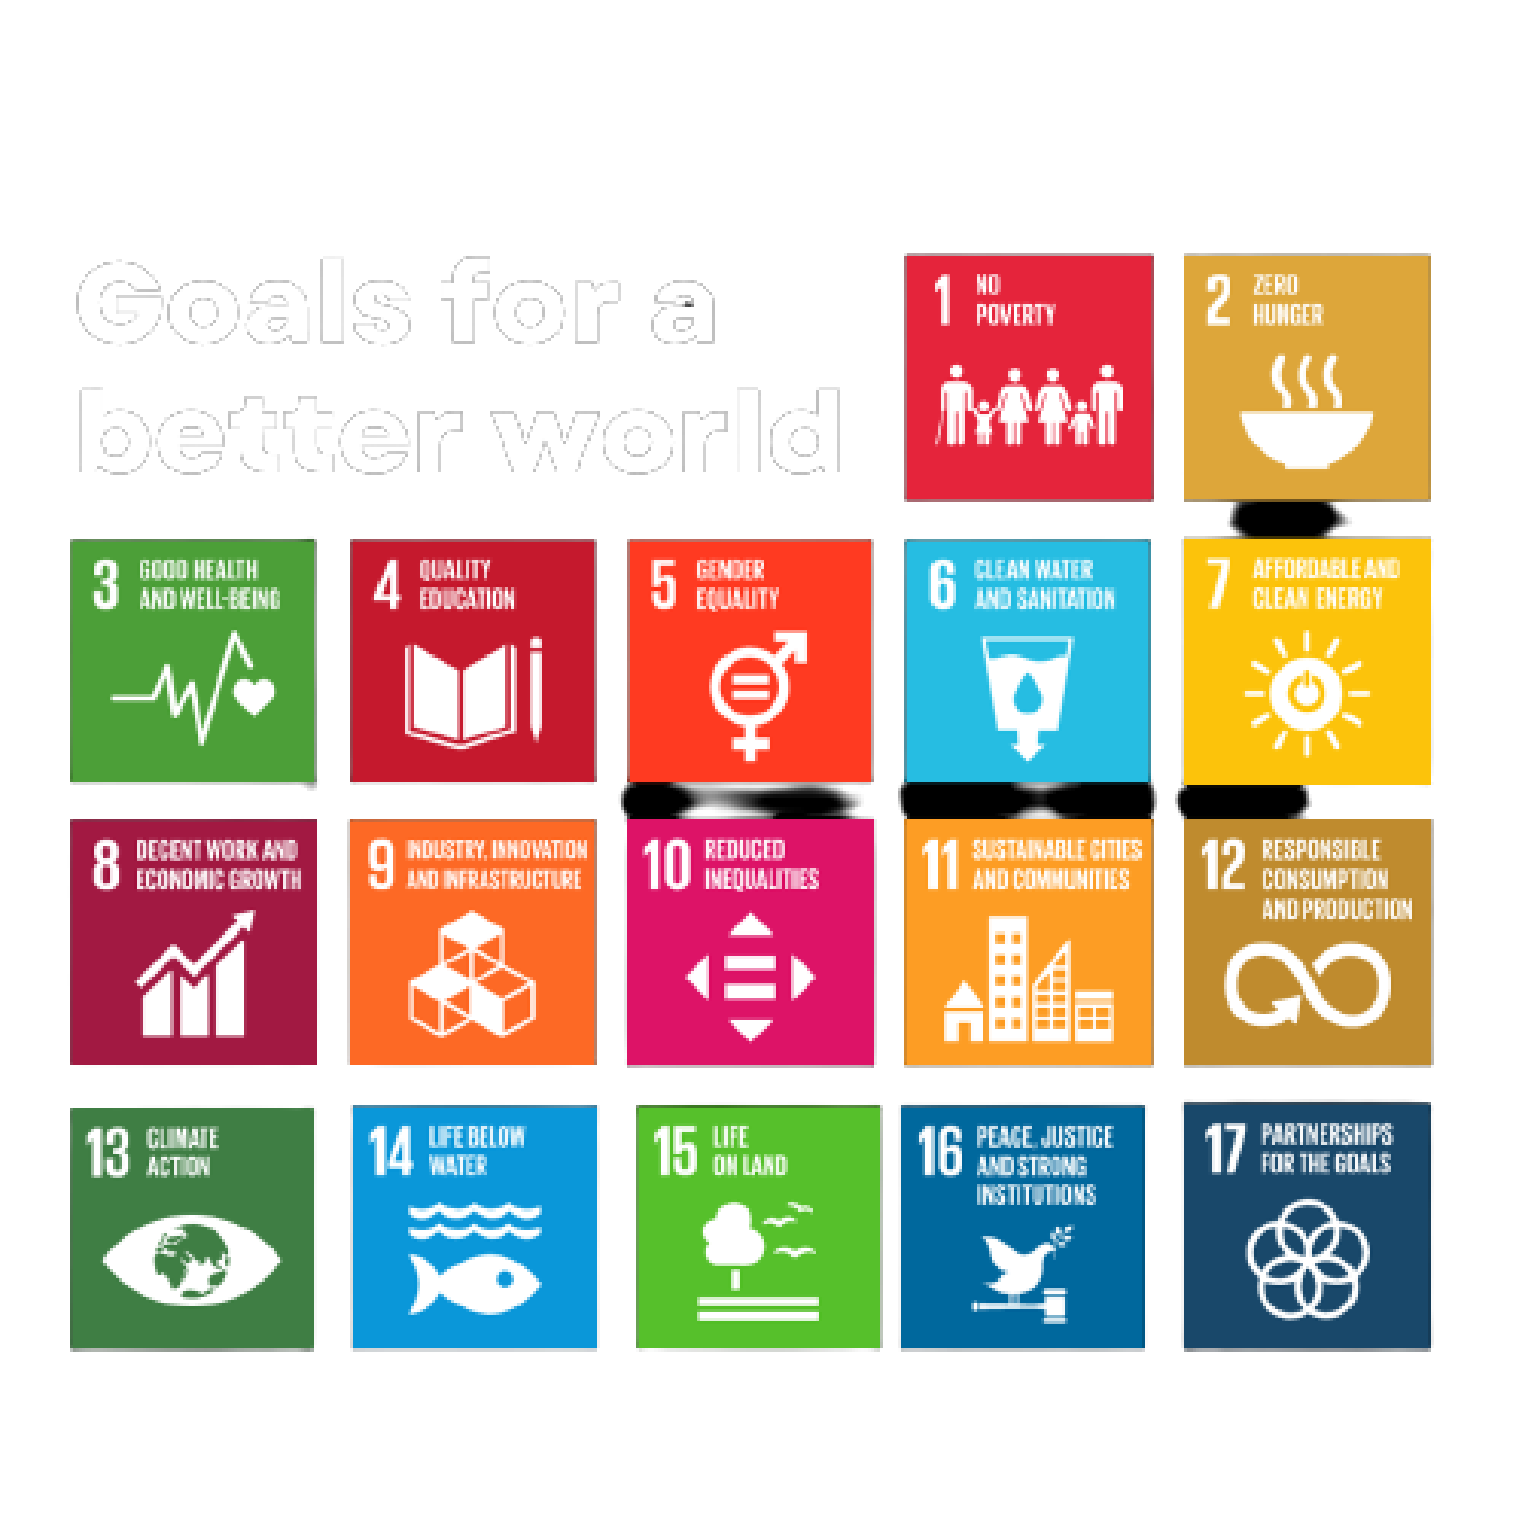 Goals for a
better world
1 NO
POVERTY
2 ZERO
HUNGER
3 GOOD HEALTH
AND WELL-BEING
4 QUALITY
EDUCATION
5 GENDER
EQUALITY
6 CLEAN WATER
AND SANITATION
7 AFFORDABLE AND
CLEAN ENERGY
8 DECENT WORK AND
ECONOMIC GROWTH
9 INDUSTRY, INNOVATION
AND INFRASTRUCTURE
10 REDUCED
INEQUALITIES
11 SUSTAINABLE CITIES
AND COMMUNITIES
12 RESPONSIBLE
CONSUMPTION
AND PRODUCTION
13 CLIMATE
ACTION
14 LIFE BELOW
WATER
15 LIFE
ON LAND
16 PEACE, JUSTICE
AND STRONG
INSTITUTIONS
17 PARTNERSHIPS
FOR THE GOALS